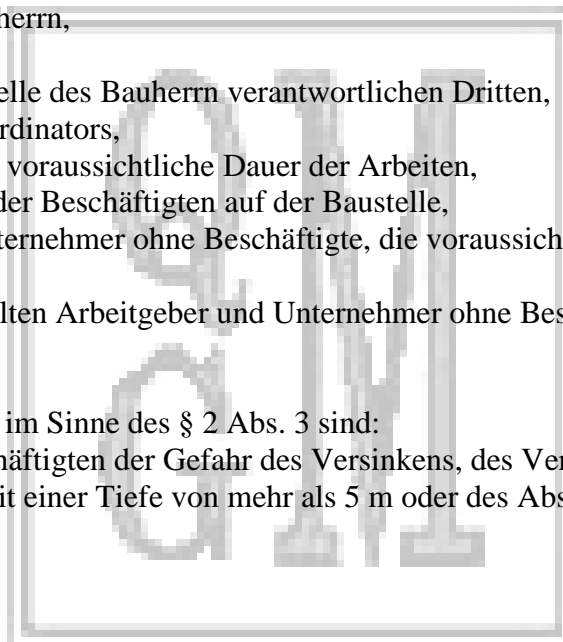 herrn,
elle des Bauherrn verantwortlichen Dritten,
rdinators,
voraussichtliche Dauer der Arbeiten,
der Beschäftigten auf der Baustelle,
ternehmer ohne Beschäftigte, die voraussich
lten Arbeitgeber und Unternehmer ohne Bes
im Sinne des § 2 Abs. 3 sind:
häftigten der Gefahr des Versinkens, des Ver
it einer Tiefe von mehr als 5 m oder des Abs
QM
G